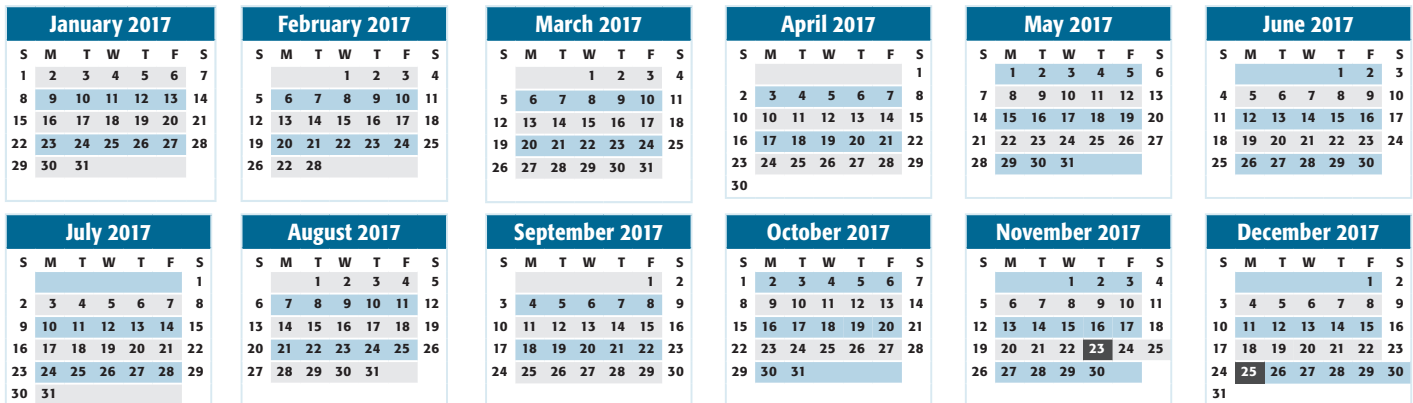 January 2017
S M T W T F S
1 2 3 4 5 6 7
8 9 10 11 12 13 14
15 16 17 18 19 20 21
22 23 24 25 26 27 28
29 30 31
February 2017
S M T W T F S
1 2 3 4
5 6 7 8 9 10 11
12 13 14 15 16 17 18
19 20 21 22 23 24 25
26 22 28
March 2017
S M T W T F S
1 2 3 4
5 6 7 8 9 10 11
12 13 14 15 16 17 18
19 20 21 22 23 24 25
26 27 28 29 30 31
April 2017
S M T W T F S
1
2 3 4 5 6 7 8
10 10 11 12 13 14 15
16 17 18 19 20 21 22
23 24 25 26 27 28 29
30
May 2017
S M T W T F S
1 2 3 4 5 6
7 8 9 10 11 12 13
14 15 16 17 18 19 20
21 22 23 24 25 26 27
28 29 30 31
June 2017
S M T W T F S
1 2 3
4 5 6 7 8 9 10
11 12 13 14 15 16 17
18 19 20 21 22 23 24
25 26 27 28 29 30
July 2017
S M T W T F S
1
2 3 4 5 6 7 8
9 10 11 12 13 14 15
16 17 18 19 20 21 22
23 24 25 26 27 28 29
30 31
August 2017
S M T W T F S
1 2 3 4 5
6 7 8 9 10 11 12
13 14 15 16 17 18 19
20 21 22 23 24 25 26
27 28 29 30 31
September 2017
S M T W T F S
1 2
3 4 5 6 7 8 9
10 11 12 13 14 15 16
17 18 19 20 21 22 23
24 25 26 27 28 29 30
October 2017
S M T W T F S
1 2 3 4 5 6 7
8 9 10 11 12 13 14
15 16 17 18 19 20 21
22 23 24 25 26 27 28
29 30 31
November 2017
S M T W T F S
1 2 3 4
5 6 7 8 9 10 11
12 13 14 15 16 17 18
19 20 21 22 23 24 25
26 27 28 29 30
December 2017
S M T W T F S
1 2
3 4 5 6 7 8 9
10 11 12 13 14 15 16
17 18 19 20 21 22 23
24 25 26 27 28 29 30
31